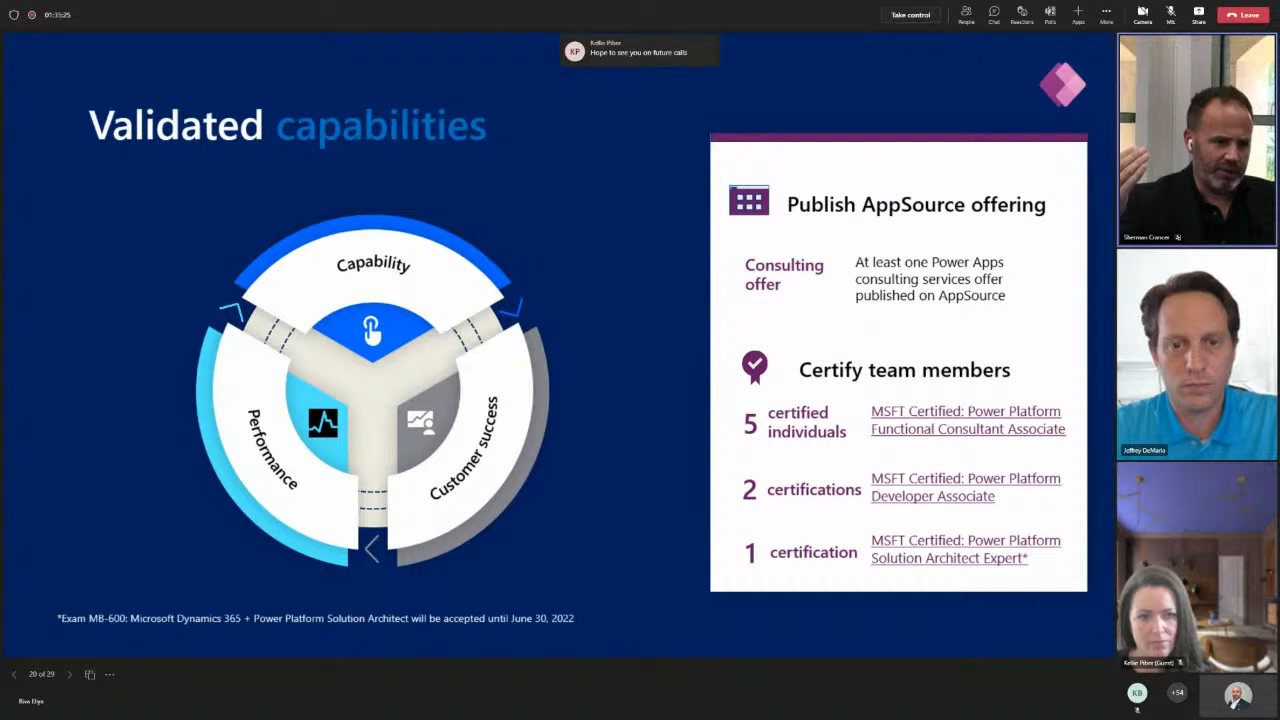 01:35:25
Take control
People
Chat
Reactions
Polls
Apps
More
Camera
Mic
Share
Leave
KP
Kellie Piber
Hope to see you on future calls
Validated capabilities
Capability
Performance
Customer success
Publish AppSource offering
Consulting
offer
At least one Power Apps
consulting services offer
published on AppSource
Certify team members
5
certified
individuals
MSFT Certified: Power Platform
Functional Consultant Associate
2
certifications
MSFT Certified: Power Platform
Developer Associate
1
certification
MSFT Certified: Power Platform
Solution Architect Expert*
*Exam MB-600: Microsoft Dynamics 365 + Power Platform Solution Architect will be accepted until June 30, 2022
Sherman Crancer
Jeffrey DeMaria
Kellie Piber (Guest)
20 of 29
Riva Eliyn
KB
+54